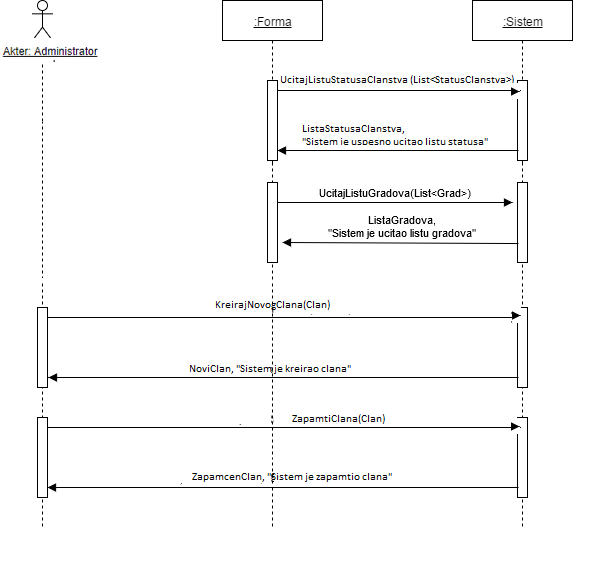 :Forma
:Sistem
Akter: Administrator
UcitajListuStatusaClanstva (List<StatusClanstva>)
ListaStatusaClanstva,
"Sistem je uspesno ucitao listu statusa"
UcitajListuGradova(List<Grad>)
ListaGradova,
"Sistem je ucitao listu gradova"
KreirajNovogClana(Clan)
NoviClan, "Sistem je kreirao clana"
ZapamtiClana(Clan)
ZapamcenClan, "Sistem je zapamtio clana"